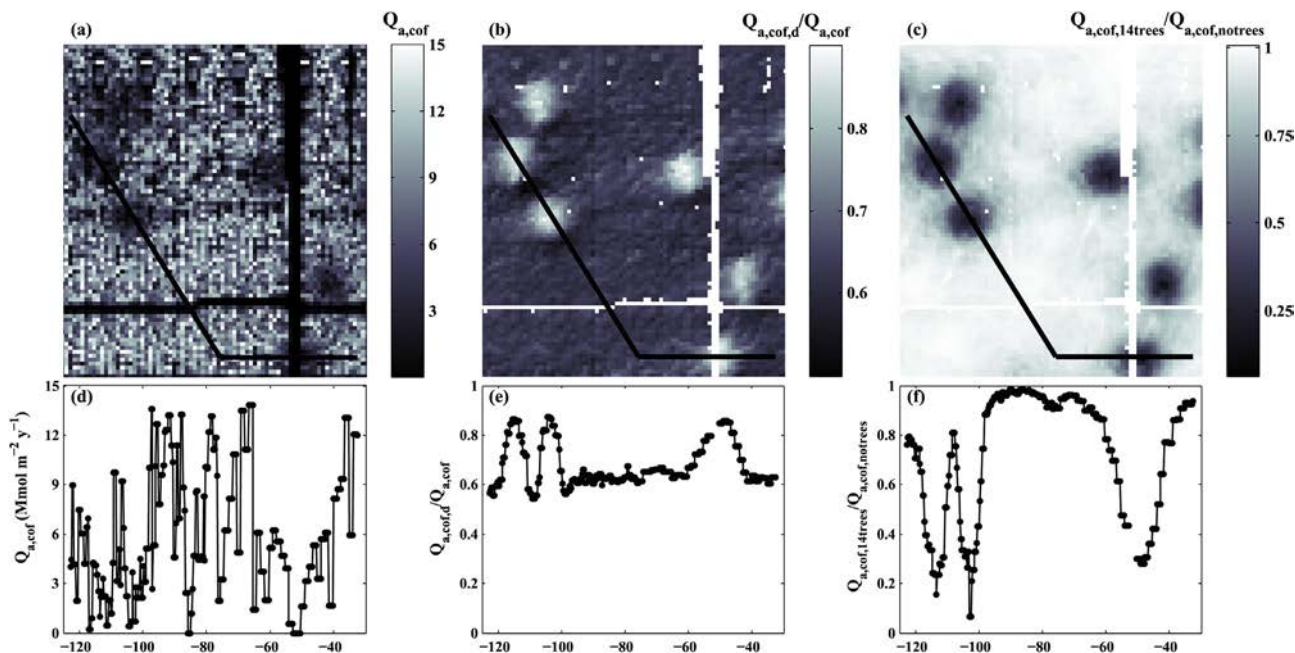 (a)
Q a,cof
15
12
9
6
3
(b)
Q a,cof,d /Q a,cof
0.8
0.7
0.6
(c)
Q a,cof,14trees /Q a,cof,notrees
1
0.75
0.5
0.25
(d)
Q a,cof (Mmol m−2 y−1)
15
12
9
6
3
0
−120 −100 −80 −60 −40
(e)
Q a,cof,d /Q a,cof
1
0.8
0.6
0.4
0.2
0
−120 −100 −80 −60 −40
(f)
Q a,cof,14trees /Q a,cof,notrees
1
0.8
0.6
0.4
0.2
0
−120 −100 −80 −60 −40